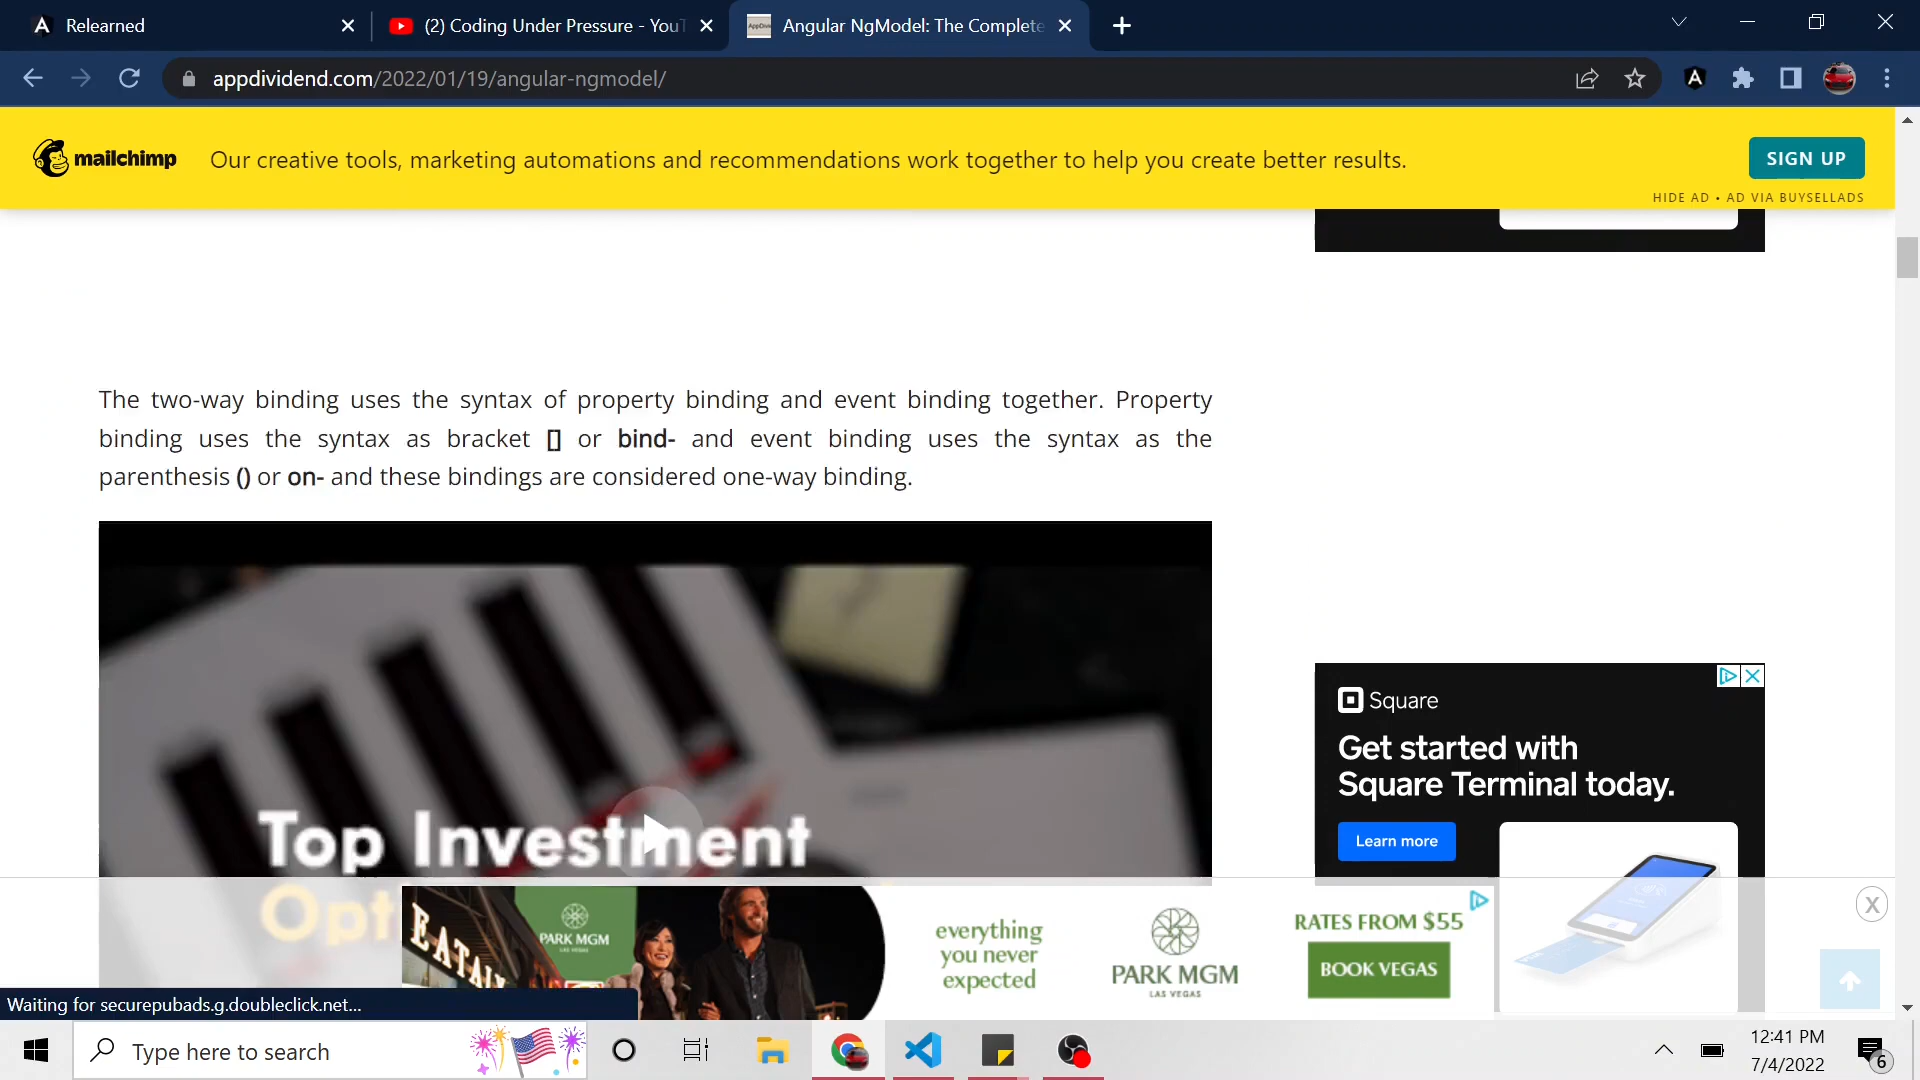 Relearned
(2) Coding Under Pressure - YouT
Angular NgModel: The Complete
appdividend.com/2022/01/19/angular-ngmodel/
mailchimp
Our creative tools, marketing automations and recommendations work together to help you create better results.
SIGN UP
HIDE AD • AD VIA BUYSELLADS
The two-way binding uses the syntax of property binding and event binding together. Property
binding uses the syntax as bracket [] or bind- and event binding uses the syntax as the
parenthesis () or on- and these bindings are considered one-way binding.
Top Investment
Opt
Square
Get started with
Square Terminal today.
Learn more
EATALY
PARK MGM
LAS VEGAS
everything
you never
expected
PARK MGM
LAS VEGAS
RATES FROM $55
BOOK VEGAS
X
Waiting for securepubads.g.doubleclick.net...
Type here to search
12:41 PM
7/4/2022
6